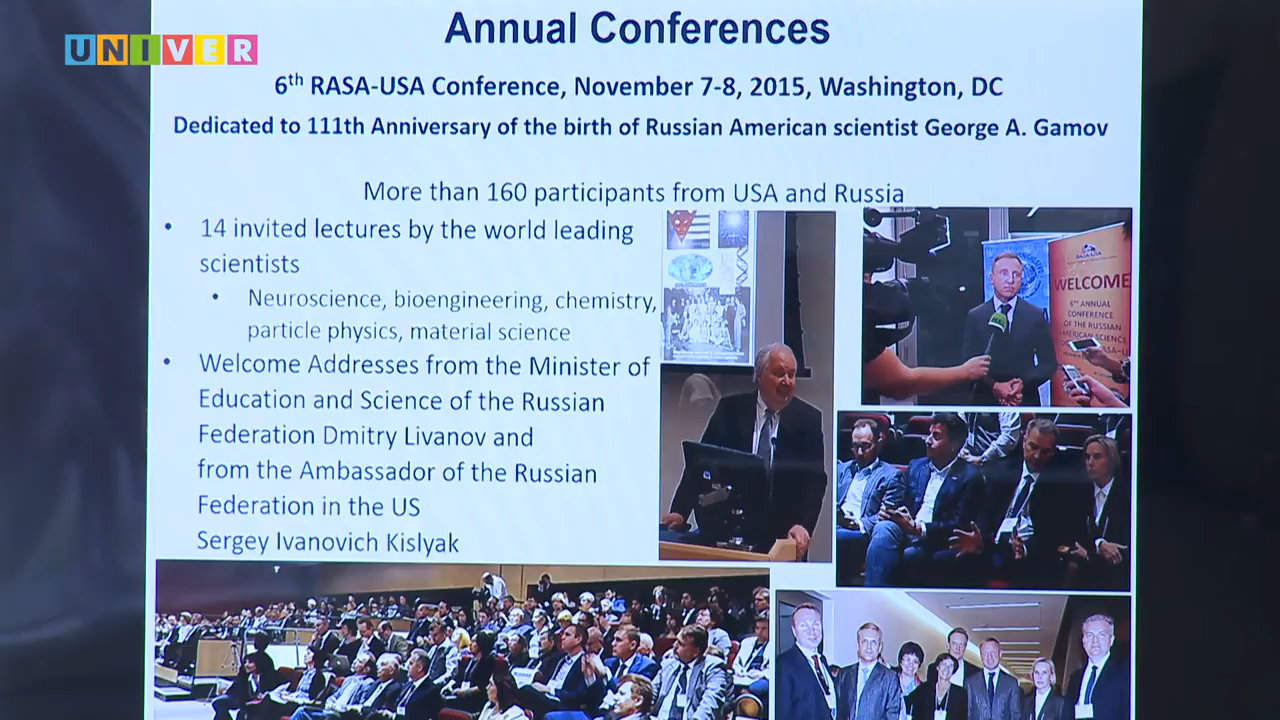 UNIVER
Annual Conferences
6th RASA-USA Conference, November 7-8, 2015, Washington, DC
Dedicated to 111th Anniversary of the birth of Russian American scientist George A. Gamov
More than 160 participants from USA and Russia
• 14 invited lectures by the world leading
scientists
• Neuroscience, bioengineering, chemistry,
particle physics, material science
• Welcome Addresses from the Minister of
Education and Science of the Russian
Federation Dmitry Livanov and
from the Ambassador of the Russian
Federation in the US
Sergey Ivanovich Kislyak
WELCOME
6TH ANNUAL
CONFERENCE
OF THE RUSSIAN